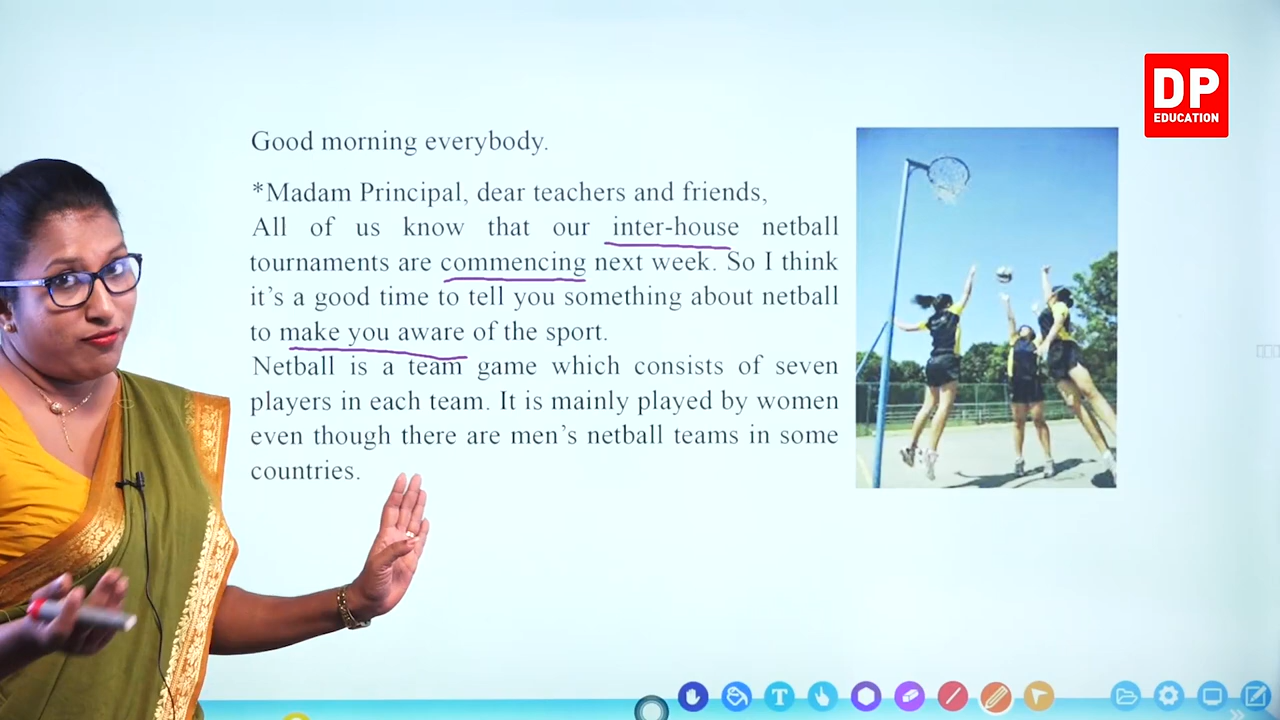 DP
EDUCATION
Good morning everybody.
*Madam Principal, dear teachers and friends,
All of us know that our inter-house netball
tournaments are commencing next week. So I think
it's a good time to tell you something about netball
to make you aware of the sport.
Netball is a team game which consists of seven
players in each team. It is mainly played by women
even though there are men's netball teams in some
countries.